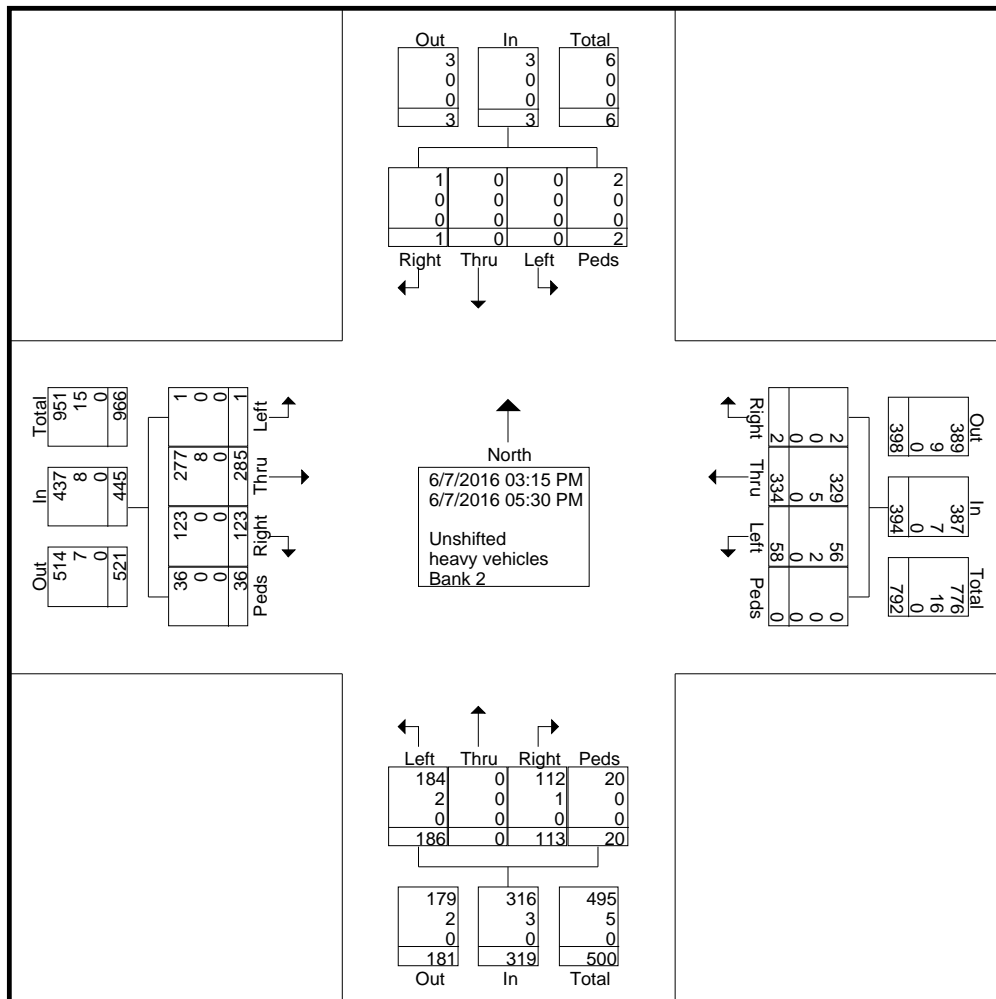 Out In Total
3 3 6
0 0 0
0 0 0
3 3 6
1 0 0 2
0 0 0 0
0 0 0 0
1 0 0 2
Right Thru Left Peds
Total
951 15 0 966
In
437 8 0 445
Out
514 7 0 521
1 0 0 1
Left
277 8 0 285
Thru
123 0 0 123
Right
36 0 0 36
Peds
North
6/7/2016 03:15 PM
6/7/2016 05:30 PM
Unshifted
heavy vehicles
Bank 2
Right
2 0 0 2
Thru
329 5 0 334
Left
56 2 0 58
Peds
0 0 0 0
Out
389 9 0 398
In
387 7 0 394
Total
776 16 0 792
Left Thru Right Peds
184 0 112 20
2 0 1 0
0 0 0 0
186 0 113 20
179 316 495
2 3 5
0 0 0
181 319 500
Out In Total